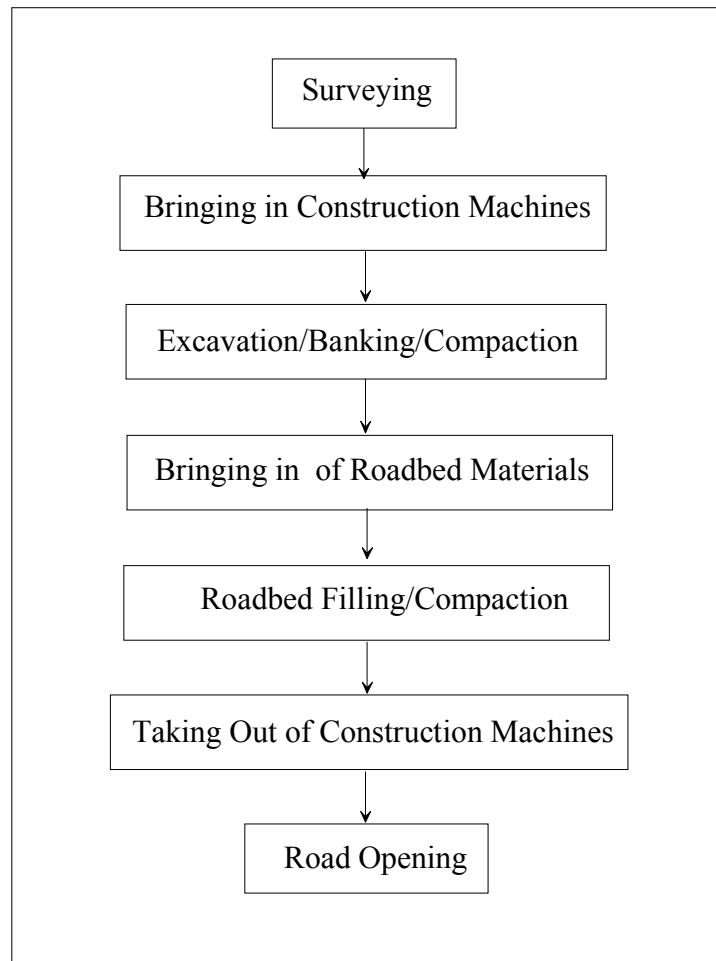 Surveying
Bringing in Construction Machines
Excavation/Banking/Compaction
Bringing in  of Roadbed Materials
Roadbed Filling/Compaction
Taking Out of Construction Machines
Road Opening